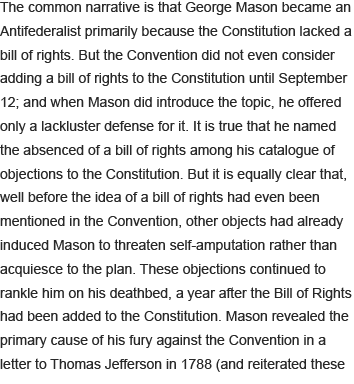 The common narrative is that George Mason became an
Antifederalist primarily because the Constitution lacked a
bill of rights. But the Convention did not even consider
adding a bill of rights to the Constitution until September
12; and when Mason did introduce the topic, he offered
only a lackluster defense for it. It is true that he named
the absenced of a bill of rights among his catalogue of
objections to the Constitution. But it is equally clear that,
well before the idea of a bill of rights had even been
mentioned in the Convention, other objects had already
induced Mason to threaten self-amputation rather than
acquiesce to the plan. These objections continued to
rankle him on his deathbed, a year after the Bill of Rights
had been added to the Constitution. Mason revealed the
primary cause of his fury against the Convention in a
letter to Thomas Jefferson in 1788 (and reiterated these